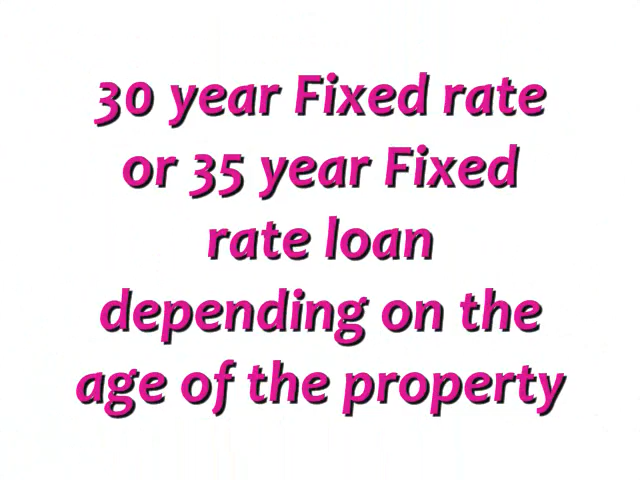 30 year Fixed rate
or 35 year Fixed
rate loan
depending on the
age of the property